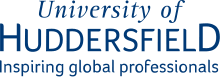 University of
HUDDERSFIELD
Inspiring global professionals